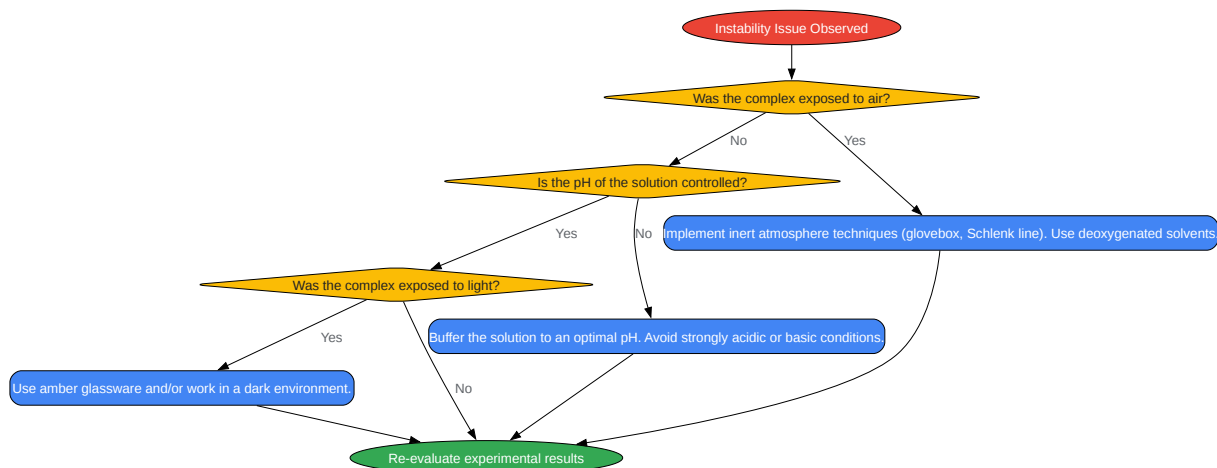 Instability Issue Observed
Was the complex exposed to air?
No
Yes
Is the pH of the solution controlled?
Implement inert atmosphere techniques (glovebox, Schlenk line). Use deoxygenated solvents.
Yes
No
Was the complex exposed to light?
Buffer the solution to an optimal pH. Avoid strongly acidic or basic conditions.
Yes
No
Use amber glassware and/or work in a dark environment.
Re-evaluate experimental results